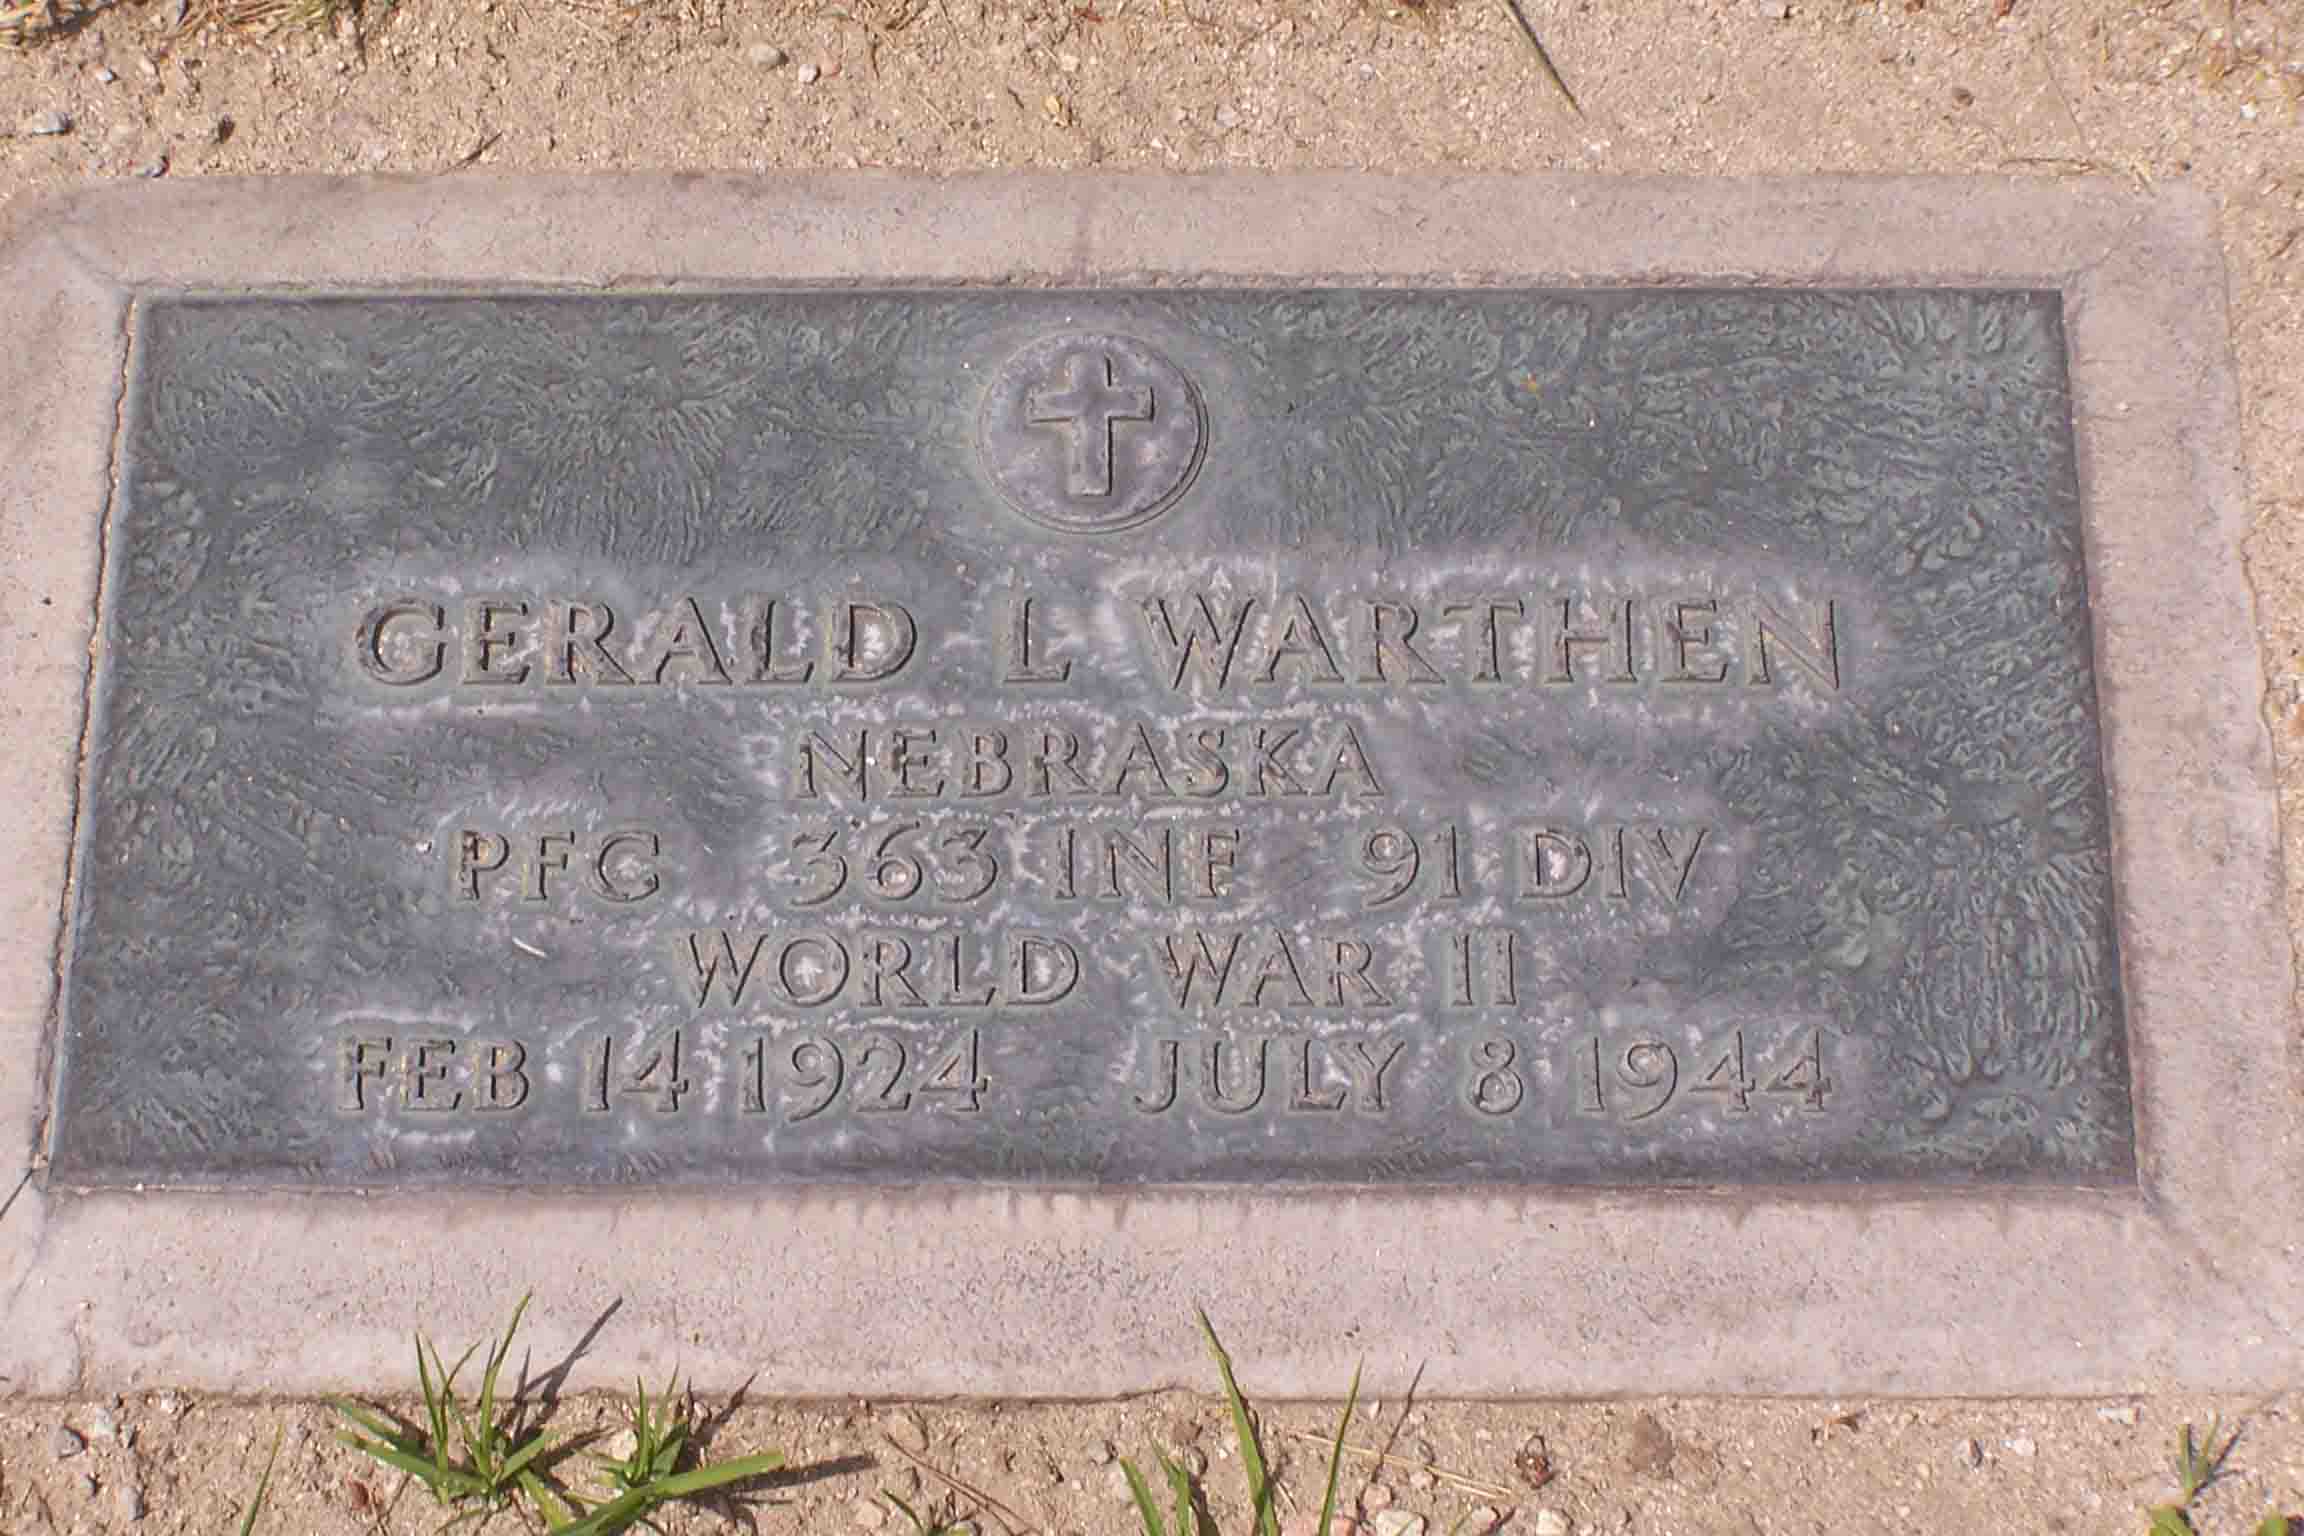 GERALD L WARTHEN
NEBRASKA
PFC 363 INF 91 DIV
WORLD WAR II
FEB 14 1924 JULY 8 1944